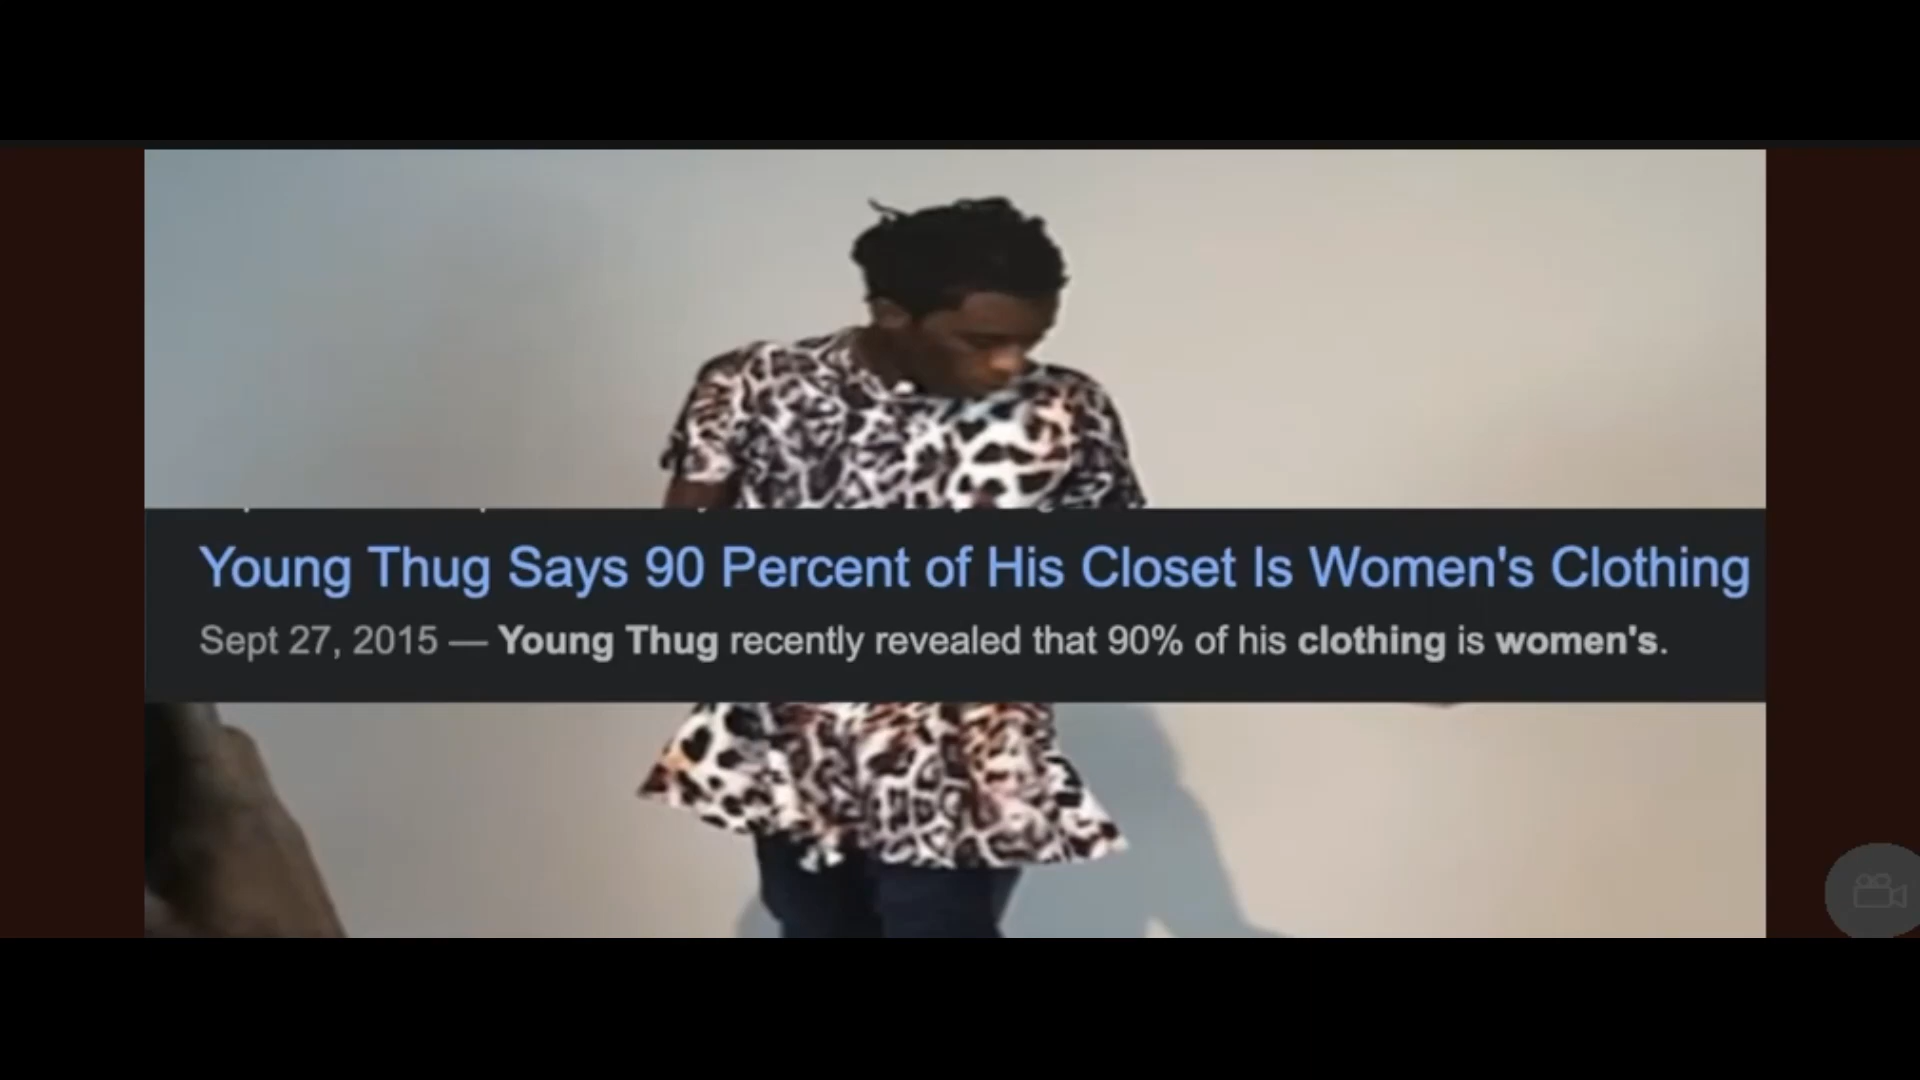 Young Thug Says 90 Percent of His Closet Is Women's Clothing
Sept 27, 2015 — Young Thug recently revealed that 90% of his clothing is women's.